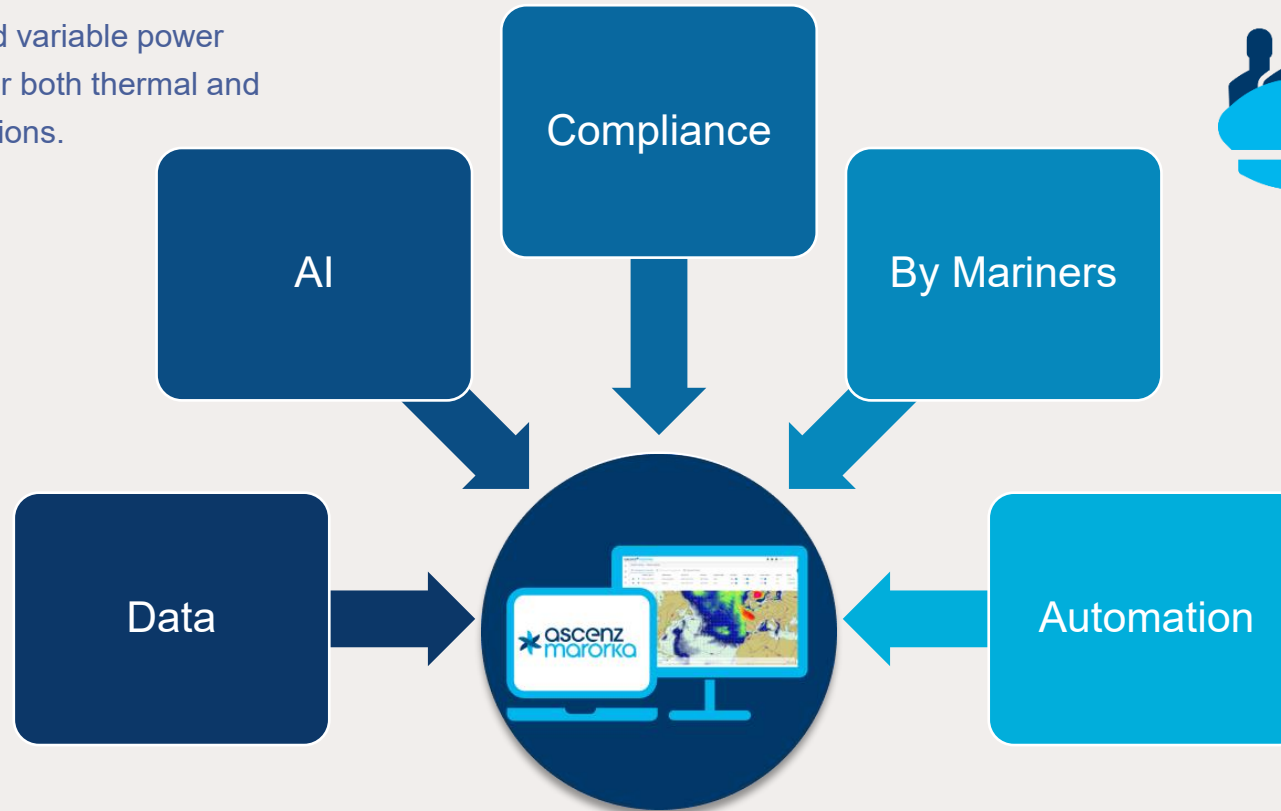 d variable power
r both thermal and
ions.
Compliance
AI
By Mariners
Data
ascenz
marorka
Automation